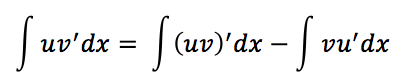 ∫ uv′dx = ∫ (uv)′dx − ∫ vu′dx